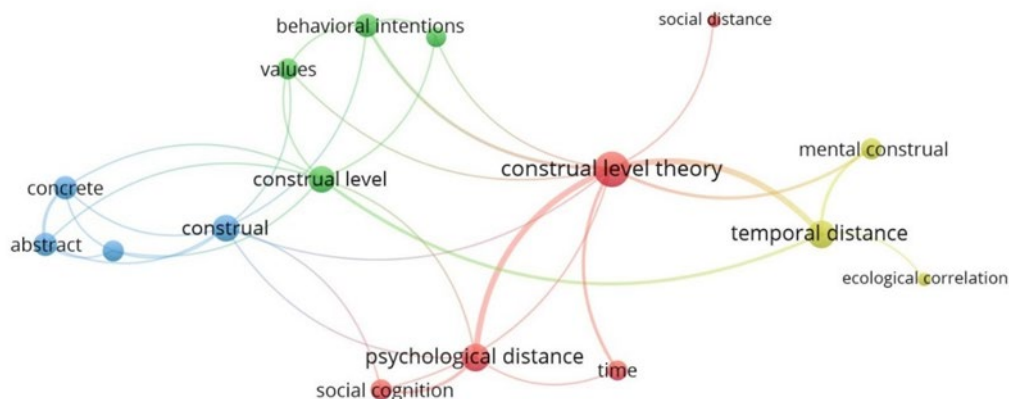 social distance
behavioral intentions
values
mental construal
construal level theory
construal level
concrete
construal
temporal distance
abstract
ecological correlation
psychological distance
time
social cognition